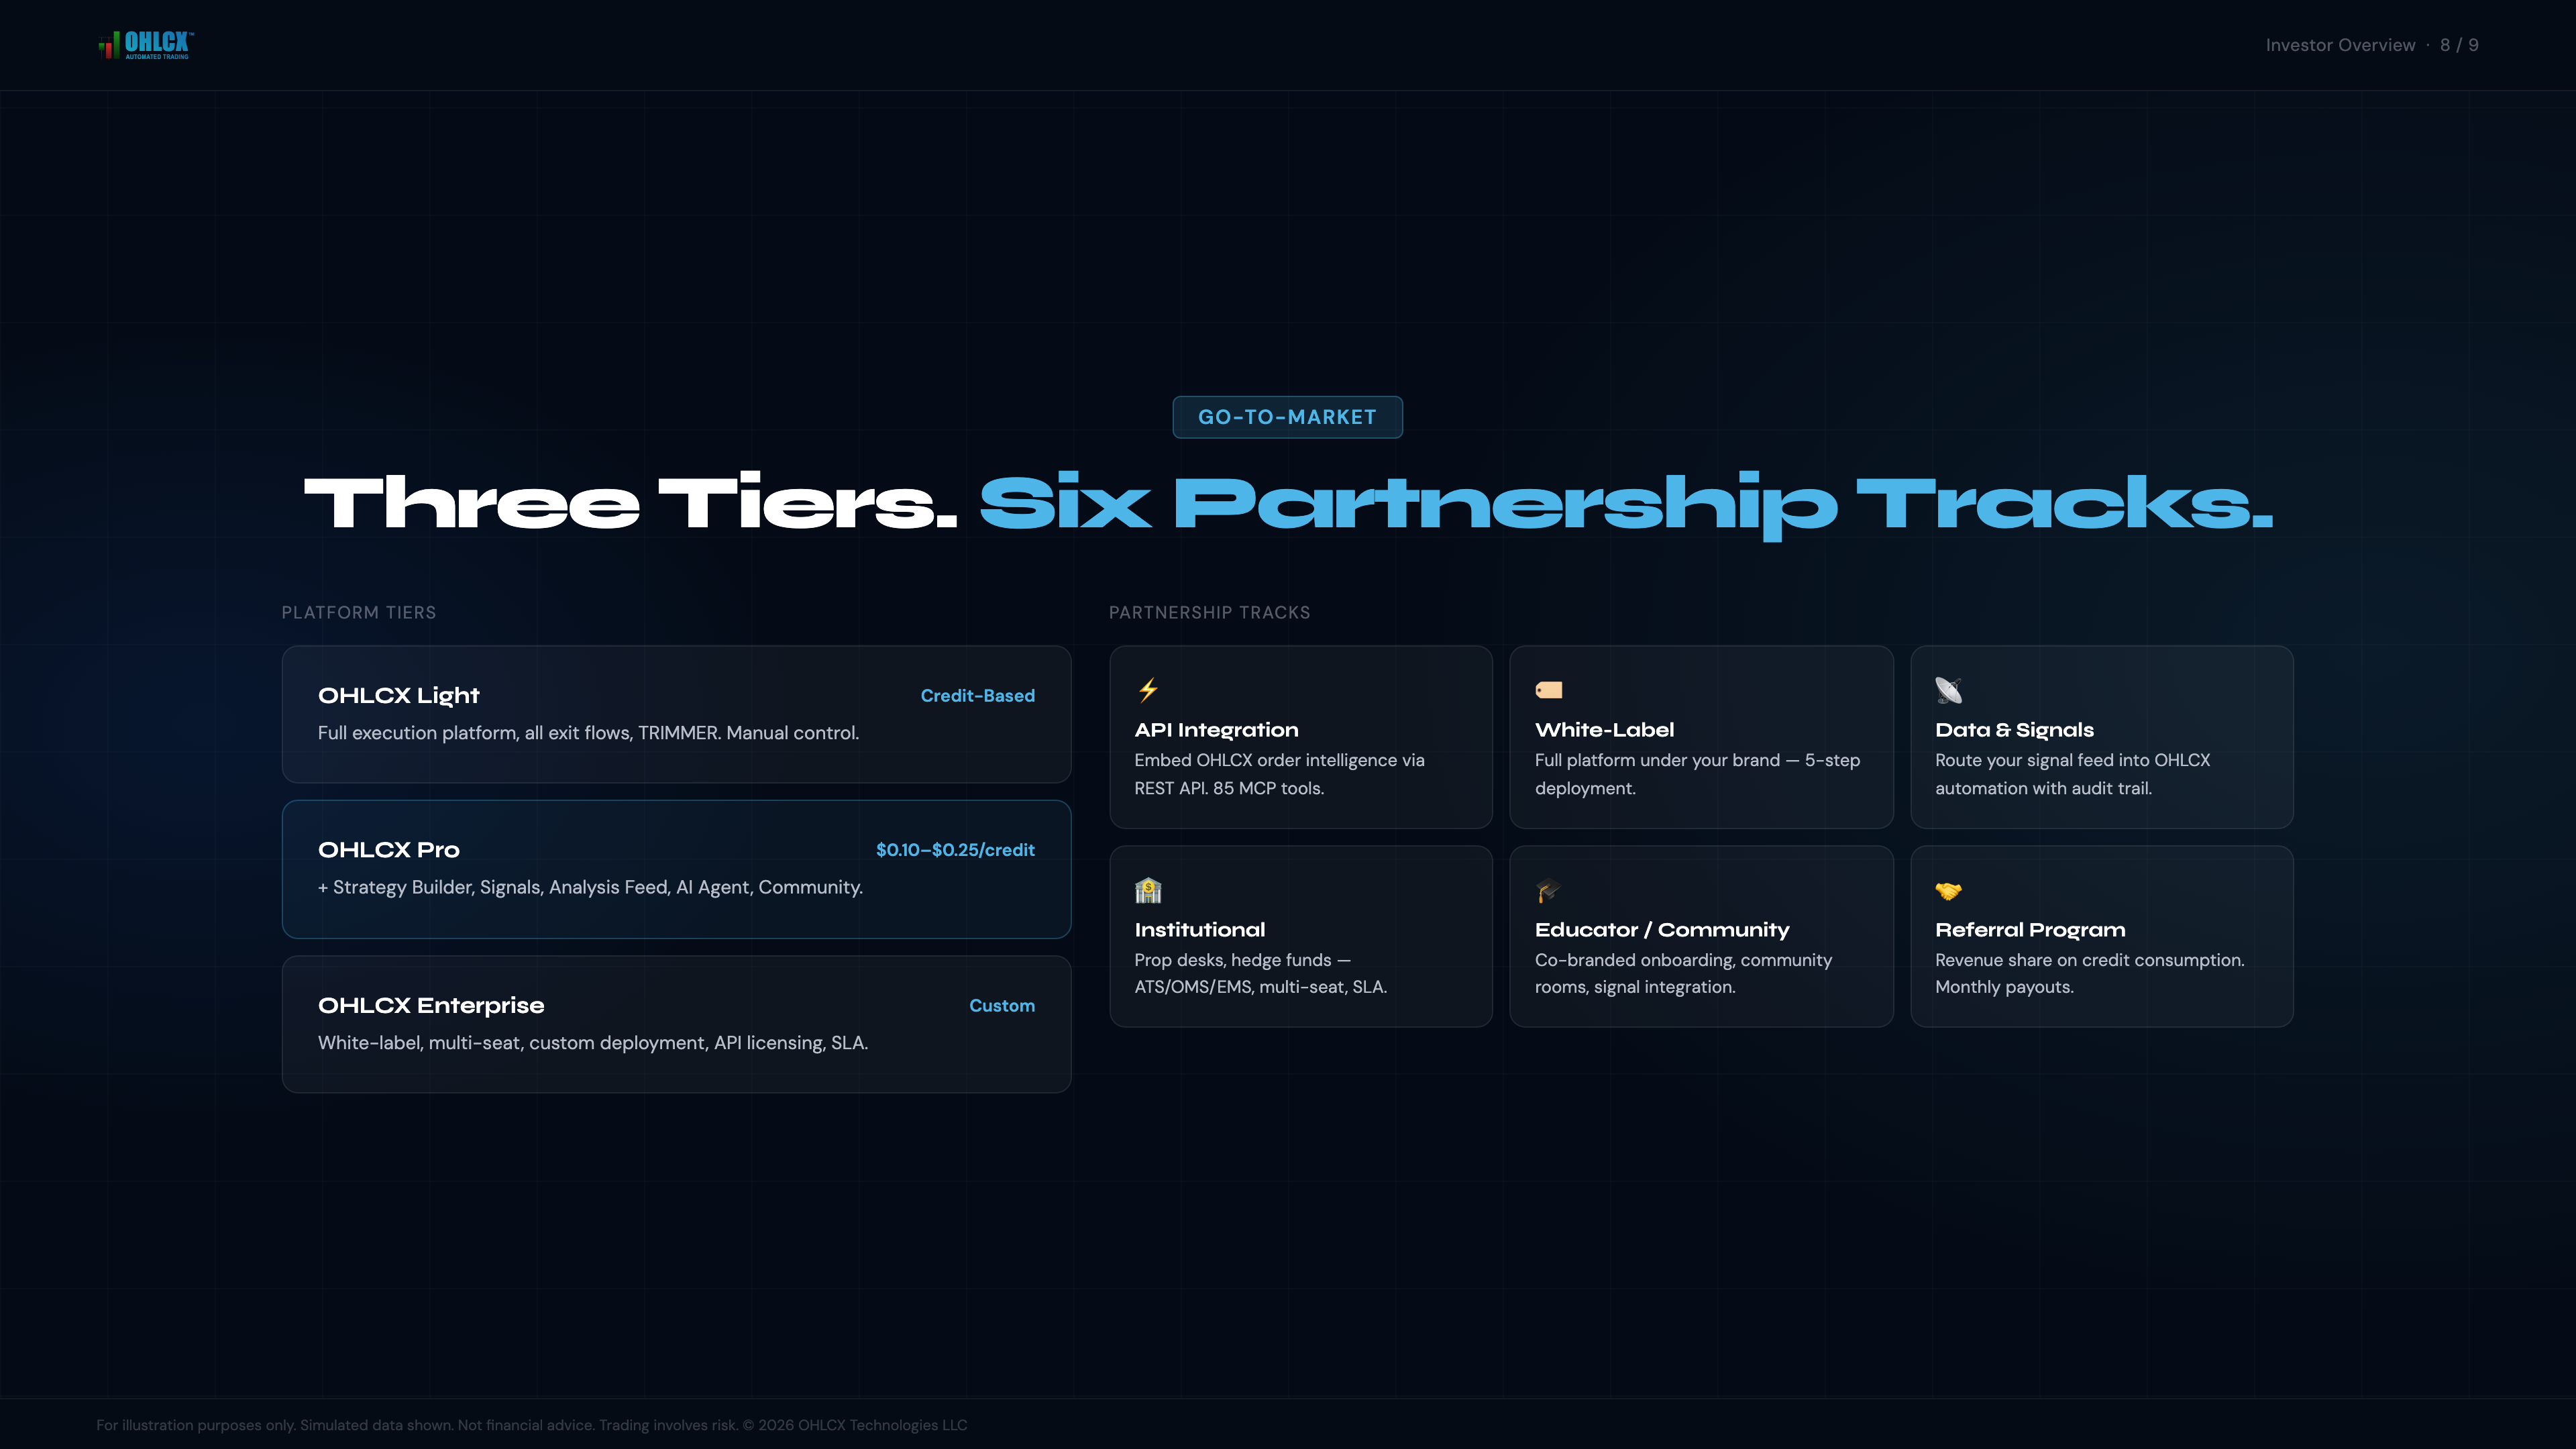 OHLCX™
AUTOMATED TRADING
Investor Overview · 8 / 9
GO-TO-MARKET
Three Tiers. Six Partnership Tracks.
PLATFORM TIERS
OHLCX Light
Credit-Based
Full execution platform, all exit flows, TRIMMER. Manual control.
OHLCX Pro
$0.10–$0.25/credit
+ Strategy Builder, Signals, Analysis Feed, AI Agent, Community.
OHLCX Enterprise
Custom
White-label, multi-seat, custom deployment, API licensing, SLA.
PARTNERSHIP TRACKS
API Integration
Embed OHLCX order intelligence via
REST API. 85 MCP tools.
White-Label
Full platform under your brand — 5-step
deployment.
Data & Signals
Route your signal feed into OHLCX
automation with audit trail.
Institutional
Prop desks, hedge funds —
ATS/OMS/EMS, multi-seat, SLA.
Educator / Community
Co-branded onboarding, community
rooms, signal integration.
Referral Program
Revenue share on credit consumption.
Monthly payouts.
For illustration purposes only. Simulated data shown. Not financial advice. Trading involves risk. © 2026 OHLCX Technologies LLC